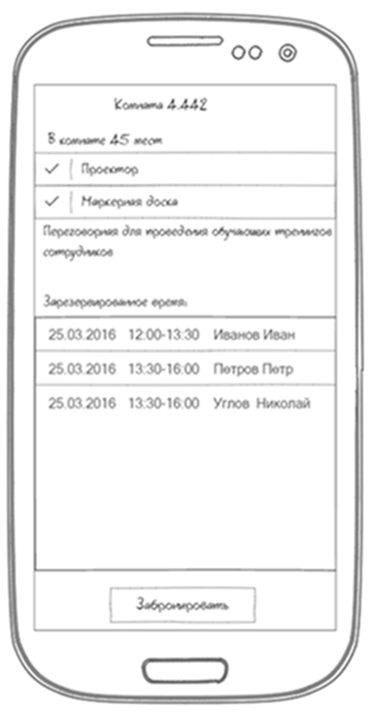 Комната 4.442
В комнате 45 мест
Проектор
Маркерная доска
Переговорная для проведения обучающих тренингов
сотрудников
Зарезервированное время:
25.03.2016 12:00-13:30 Иванов Иван
25.03.2016 13:30-16:00 Петров Петр
25.03.2016 13:30-16:00 Углов Николай
Забронировать